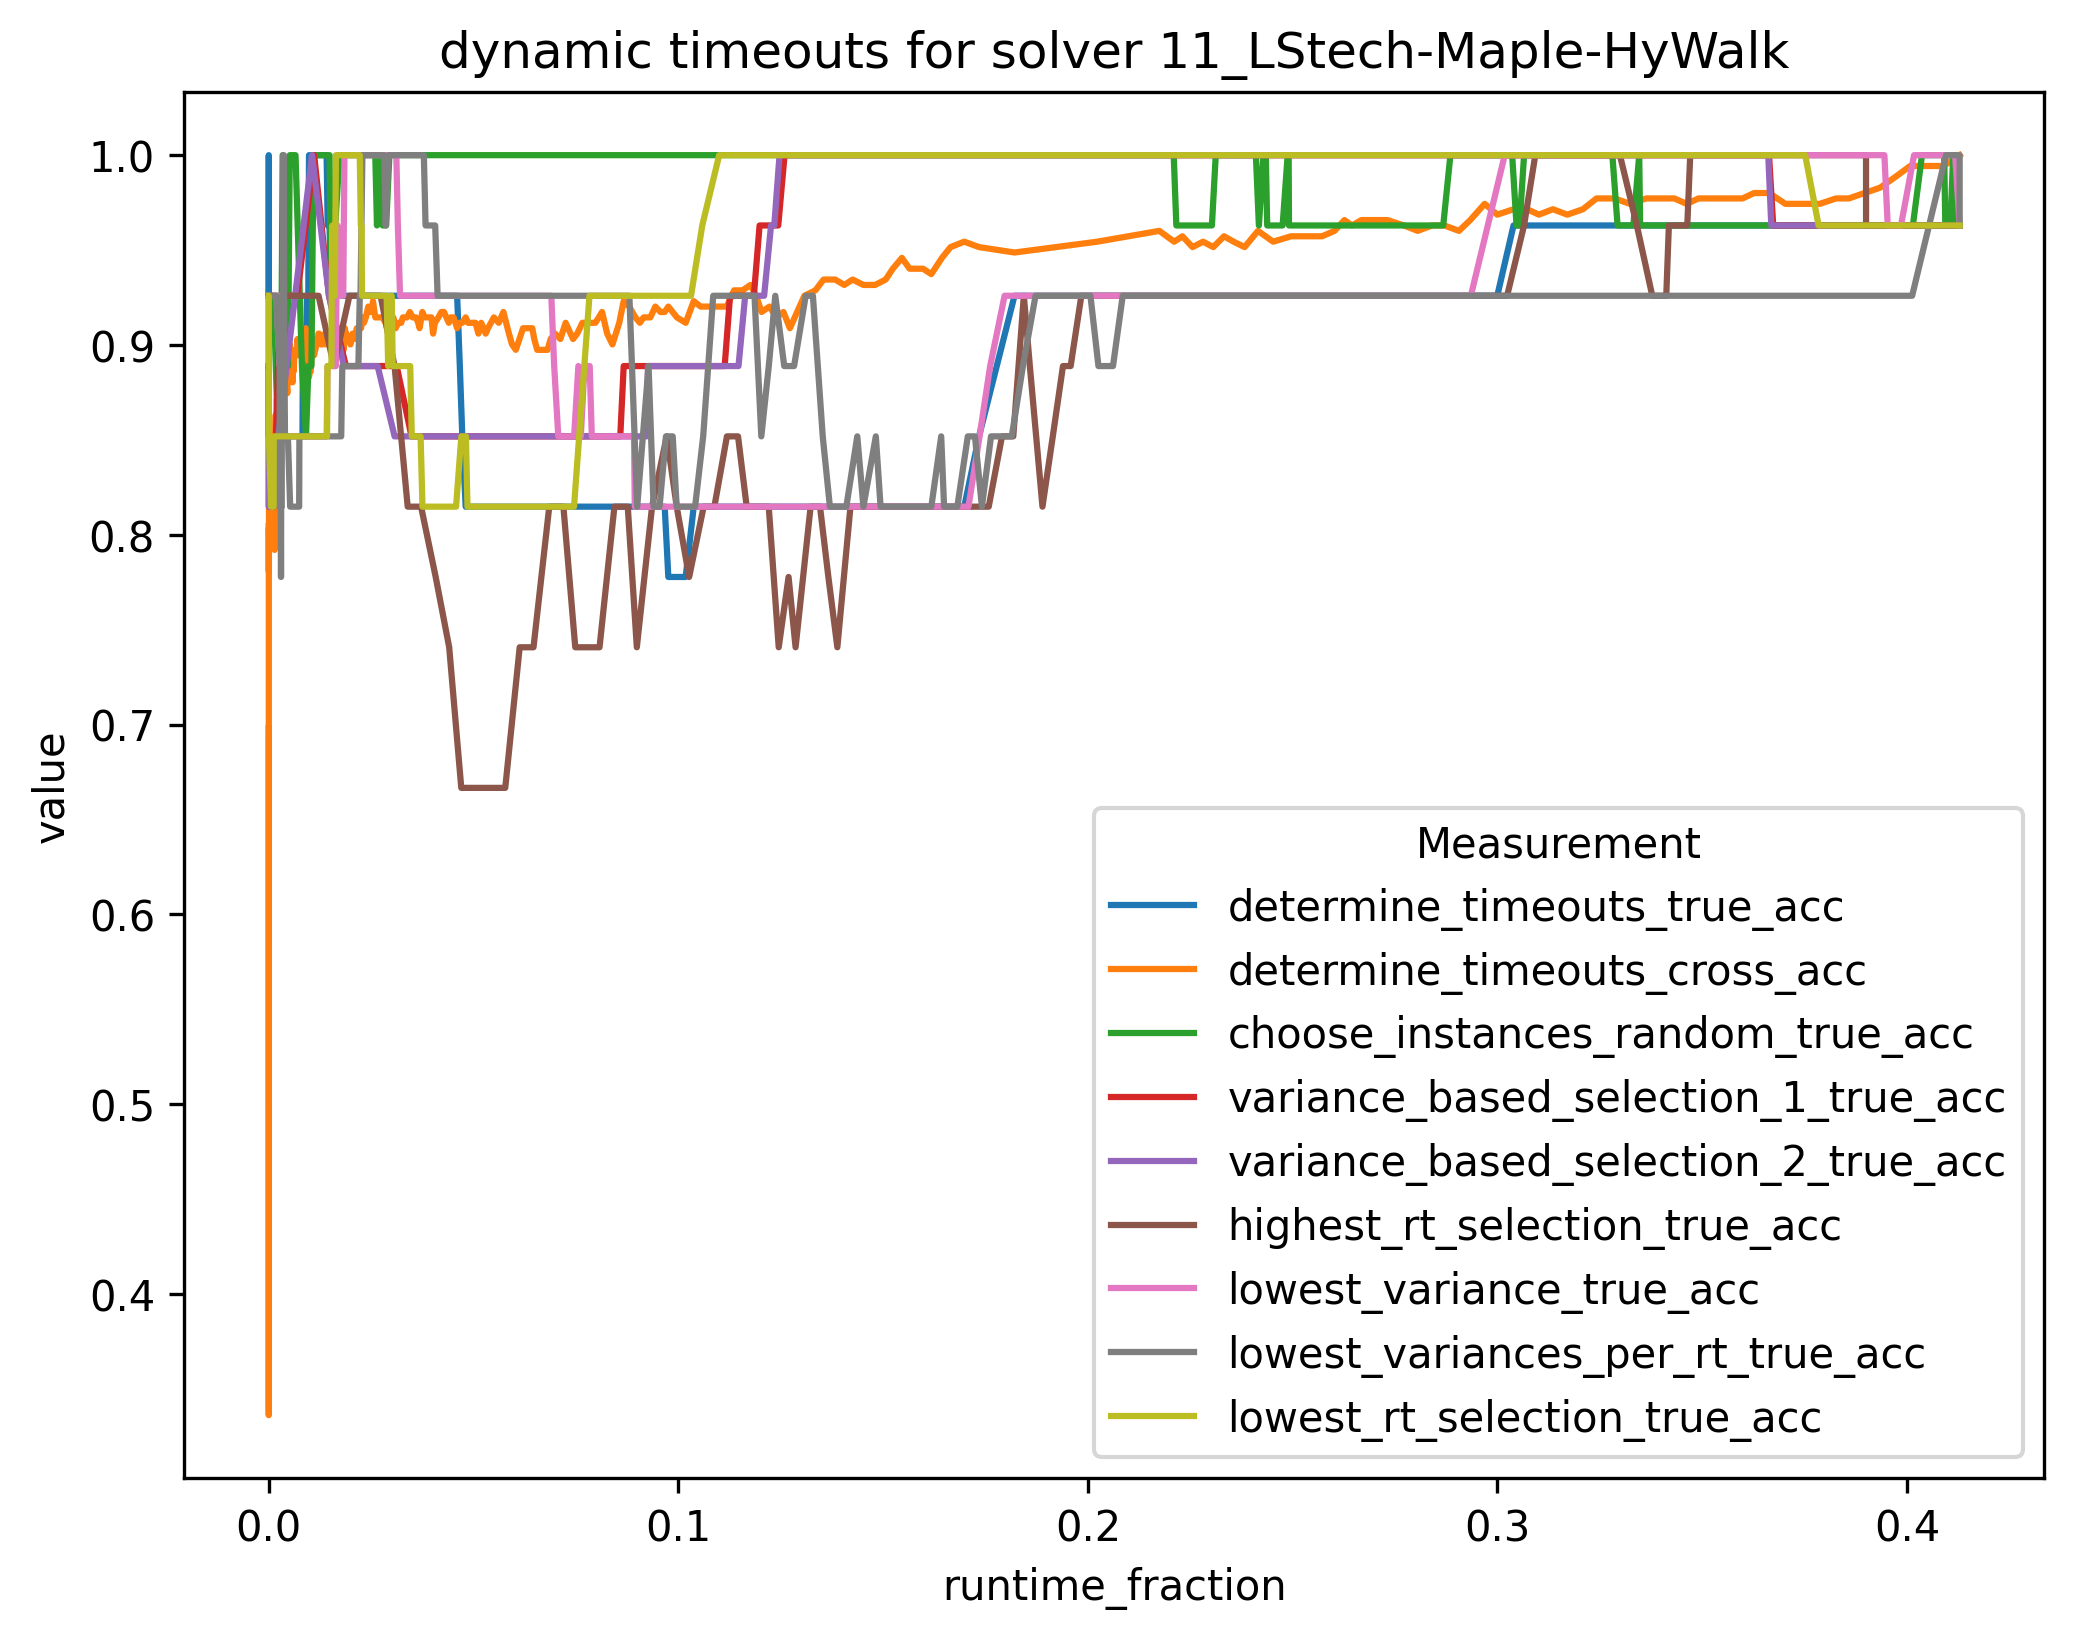 dynamic timeouts for solver 11_LStech-Maple-HyWalk
1.0
0.9
0.8
0.7
0.6
0.5
0.4
value
Measurement
determine_timeouts_true_acc
determine_timeouts_cross_acc
choose_instances_random_true_acc
variance_based_selection_1_true_acc
variance_based_selection_2_true_acc
highest_rt_selection_true_acc
lowest_variance_true_acc
lowest_variances_per_rt_true_acc
lowest_rt_selection_true_acc
0.0 0.1 0.2 0.3 0.4
runtime_fraction